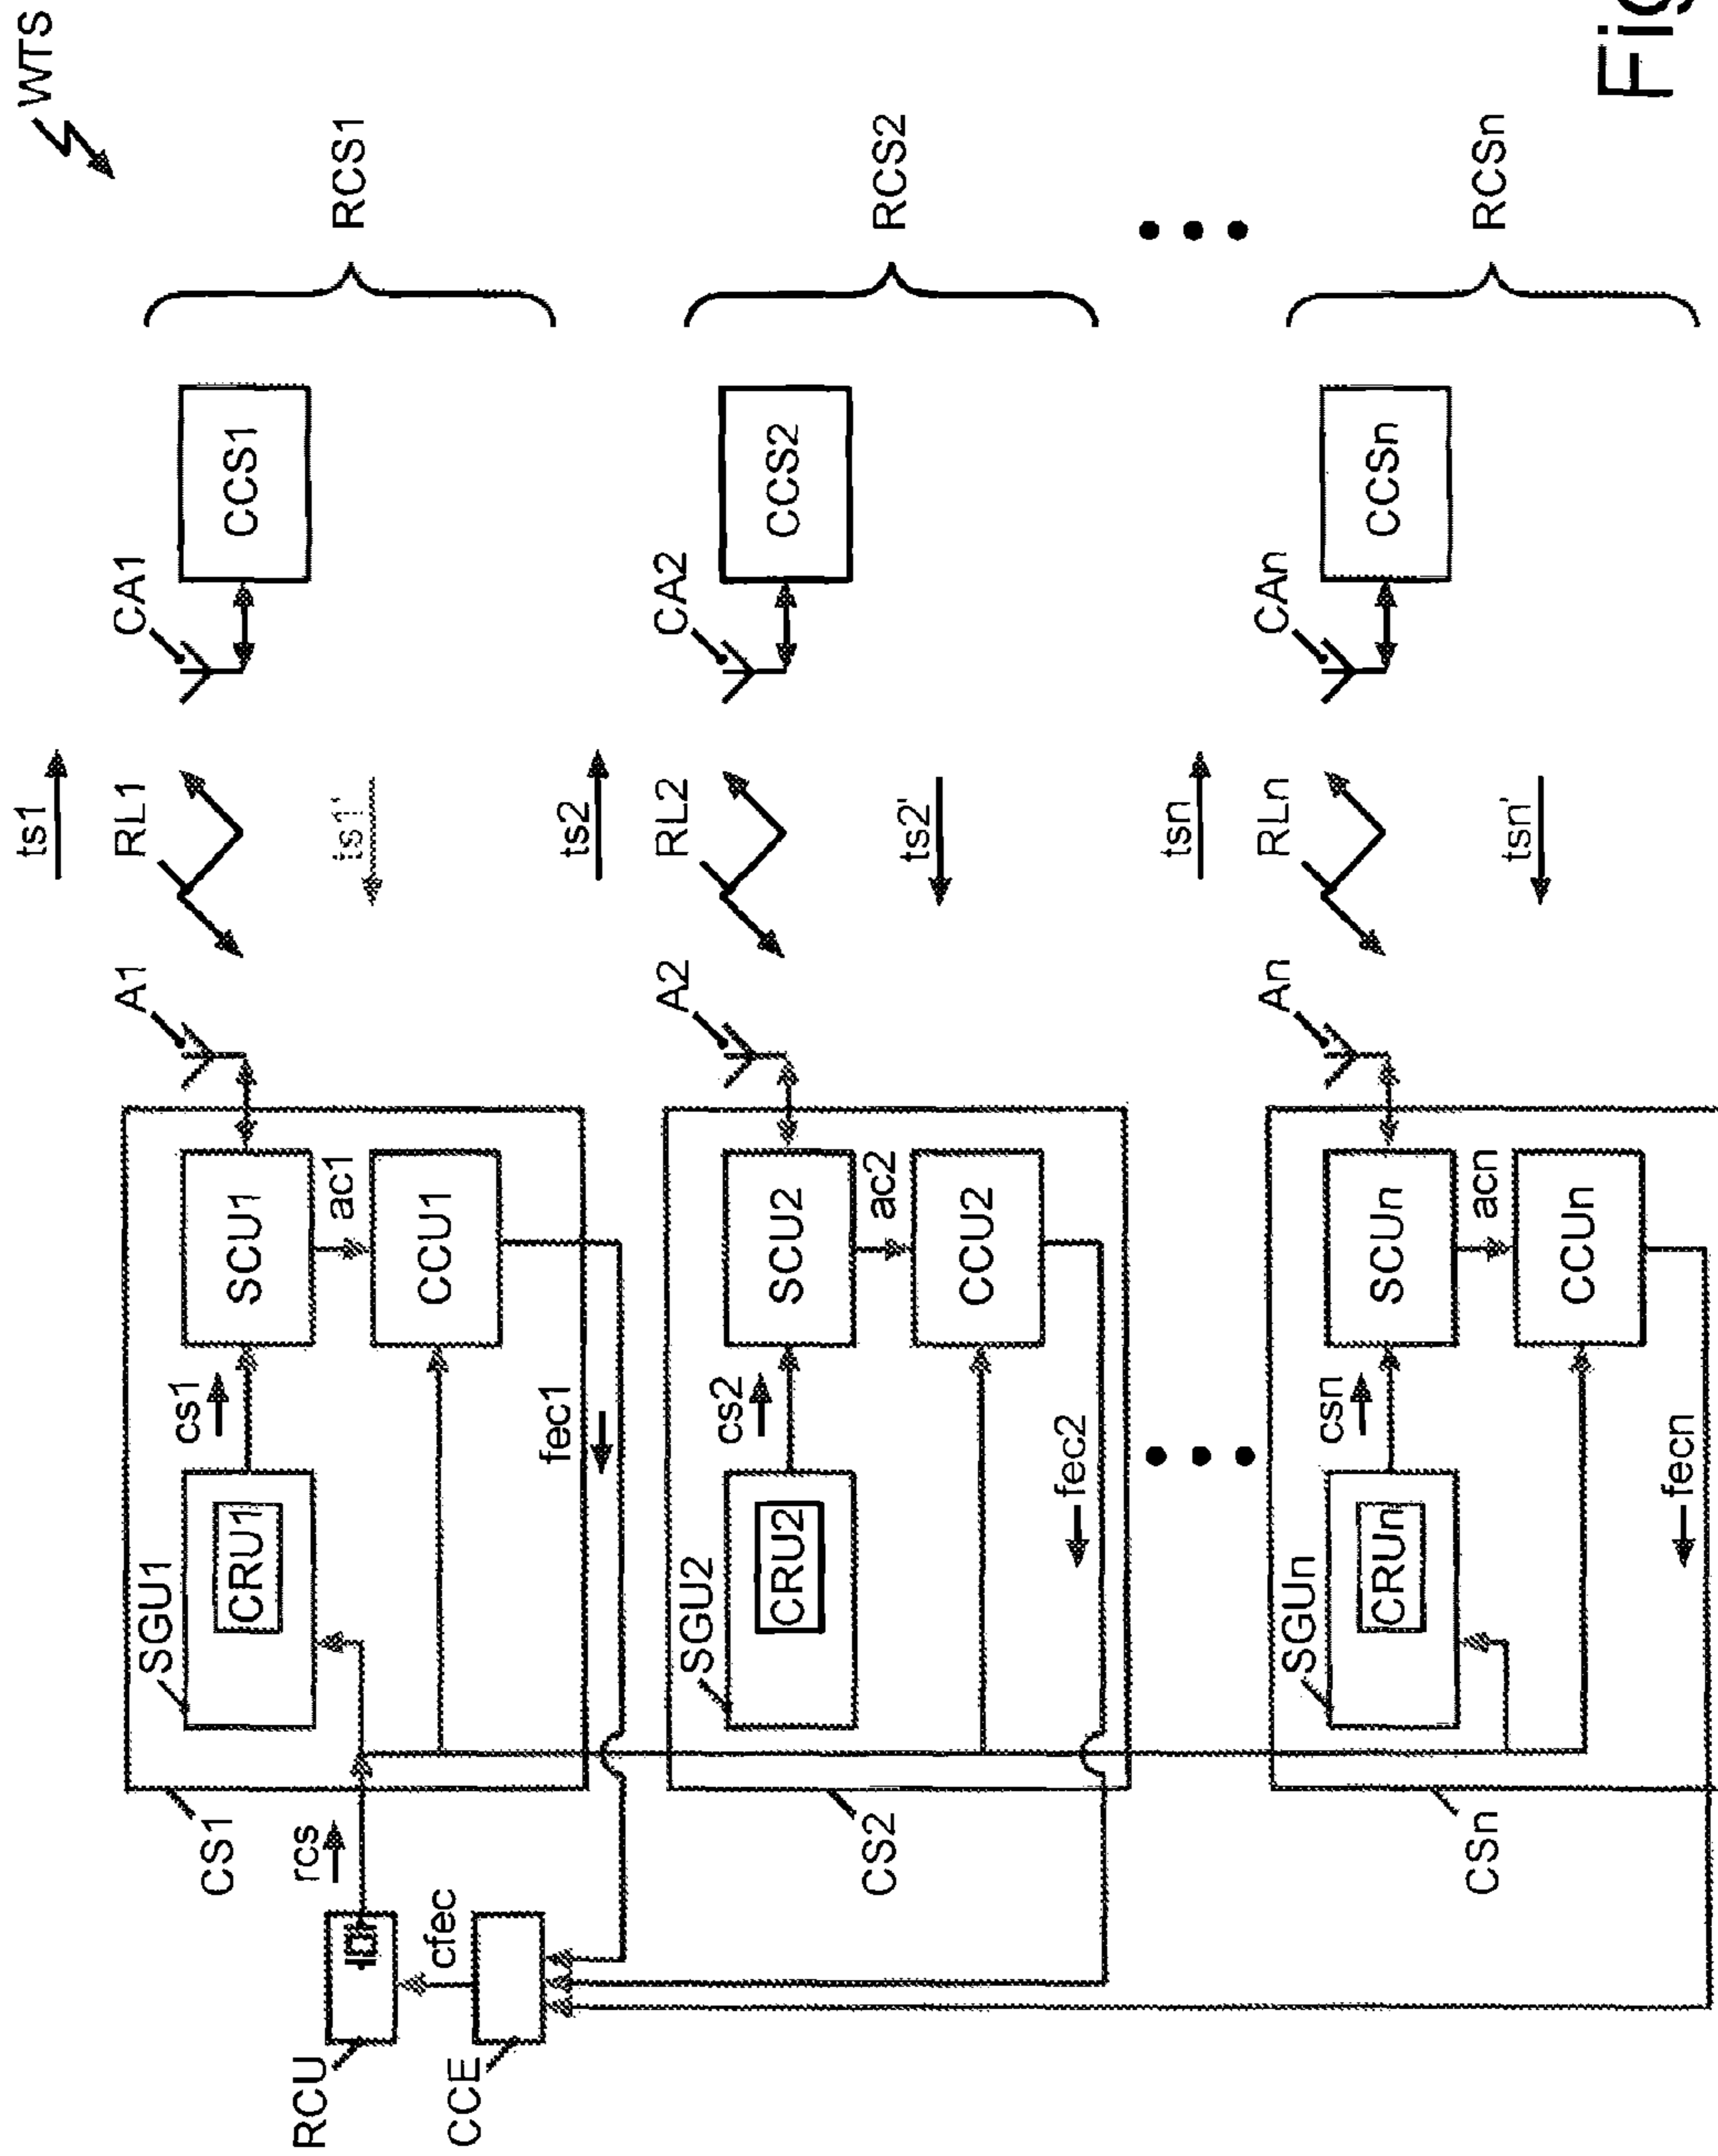 WTS
ts1
RL1
ts1'
A1
CA1
CCS1
RCS1
SCU1
ac1
CCU1
cs1
SGU1
CRU1
fec1
CS1
rcs
RCU
cfec
CCE
ts2
RL2
ts2'
A2
CA2
CCS2
RCS2
SCU2
ac2
CCU2
cs2
SGU2
CRU2
fec2
CS2
tsn
RLn
tsn'
An
CAn
CCSn
RCSn
SCUn
acn
CCUn
csn
SGUn
CRUn
fecn
CSn